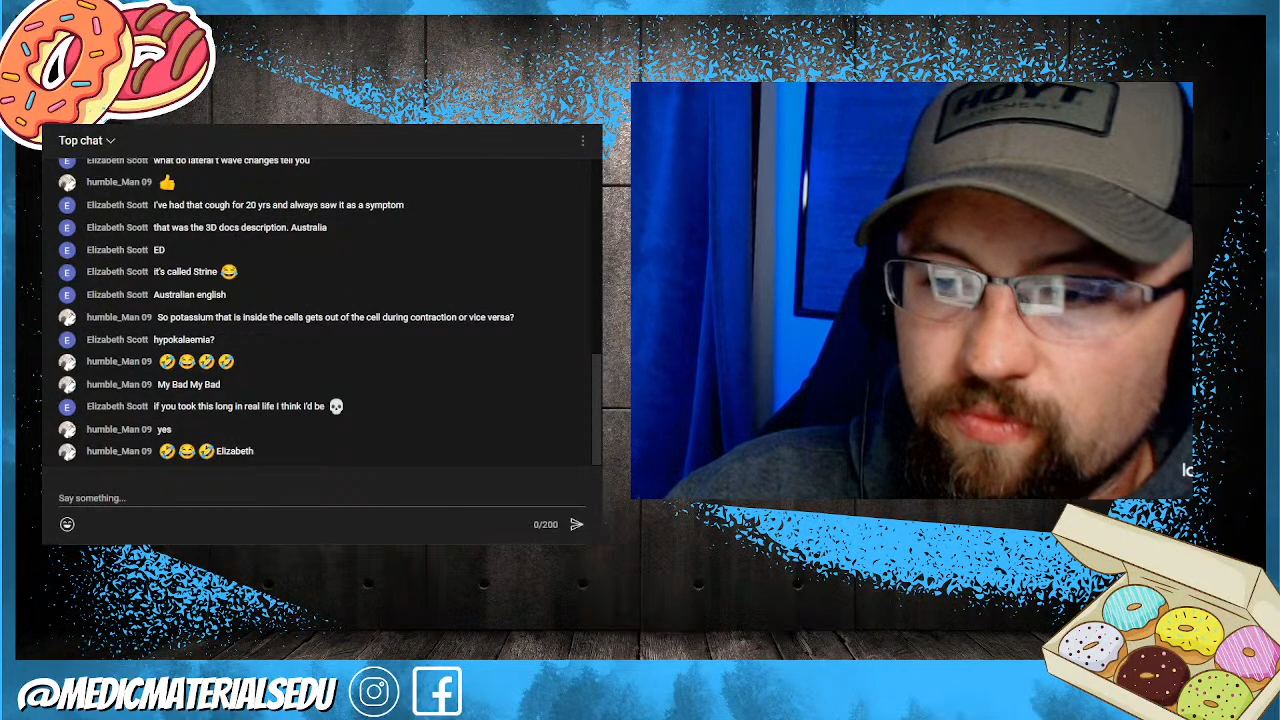 HOYT
ARCHERY
Top chat
Elizabeth Scott what do lateral t wave changes tell you
humble_Man 09 👍
E Elizabeth Scott I've had that cough for 20 yrs and always saw it as a symptom
E Elizabeth Scott that was the 3D docs description. Australia
E Elizabeth Scott ED
E Elizabeth Scott it's called Strine 😂
E Elizabeth Scott Australian english
humble_Man 09 So potassium that is inside the cells gets out of the cell during contraction or vice versa?
E Elizabeth Scott hypokalaemia?
humble_Man 09 🤣😂🤣🤣
humble_Man 09 My Bad My Bad
E Elizabeth Scott if you took this long in real life I think I'd be 💀
humble_Man 09 yes
humble_Man 09 🤣😂🤣Elizabeth
Say something...
0/200
@MEDICMATERIALSEDU